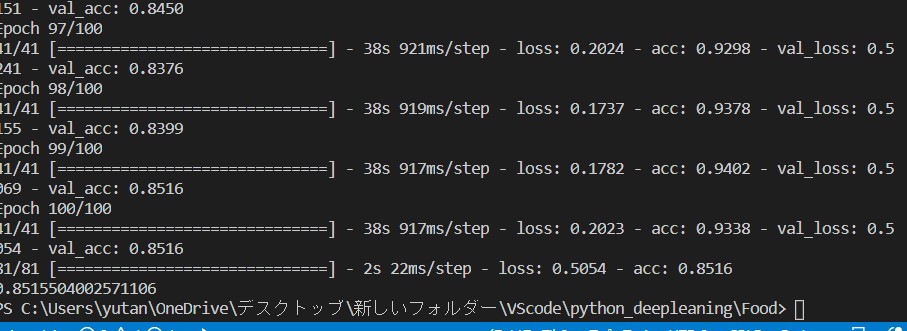 151 - val_acc: 0.8450
Epoch 97/100
41/41 [==============================] - 38s 921ms/step - loss: 0.2024 - acc: 0.9298 - val_loss: 0.5
241 - val_acc: 0.8376
Epoch 98/100
41/41 [==============================] - 38s 919ms/step - loss: 0.1737 - acc: 0.9378 - val_loss: 0.5
155 - val_acc: 0.8399
Epoch 99/100
41/41 [==============================] - 38s 917ms/step - loss: 0.1782 - acc: 0.9402 - val_loss: 0.5
069 - val_acc: 0.8516
Epoch 100/100
41/41 [==============================] - 38s 917ms/step - loss: 0.2023 - acc: 0.9338 - val_loss: 0.5
054 - val_acc: 0.8516
81/81 [==============================] - 2s 22ms/step - loss: 0.5054 - acc: 0.8516
0.8515504002571106
PS C:\Users\yutan\OneDrive\デスクトップ\新しいフォルダー\VScode\python_deepleaning\Food>